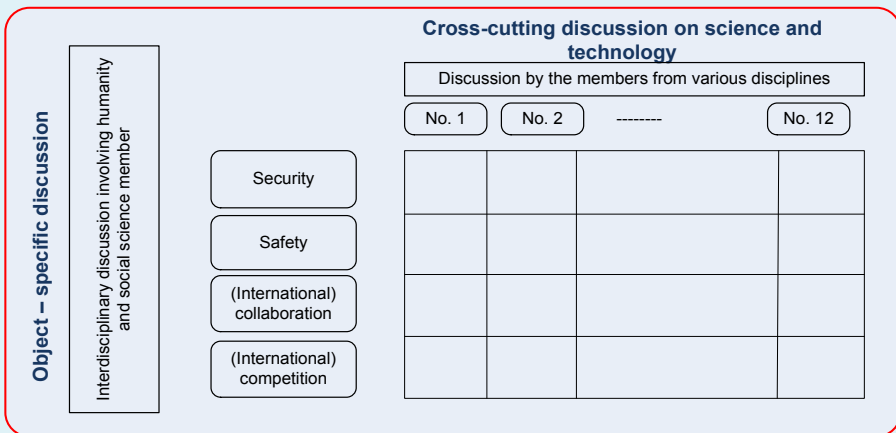 Cross-cutting discussion on science and
technology
Discussion by the members from various disciplines
No. 1
No. 2
--------
No. 12
Object – specific discussion
Interdisciplinary discussion involving humanity
and social science member
Security
Safety
(International)
collaboration
(International)
competition